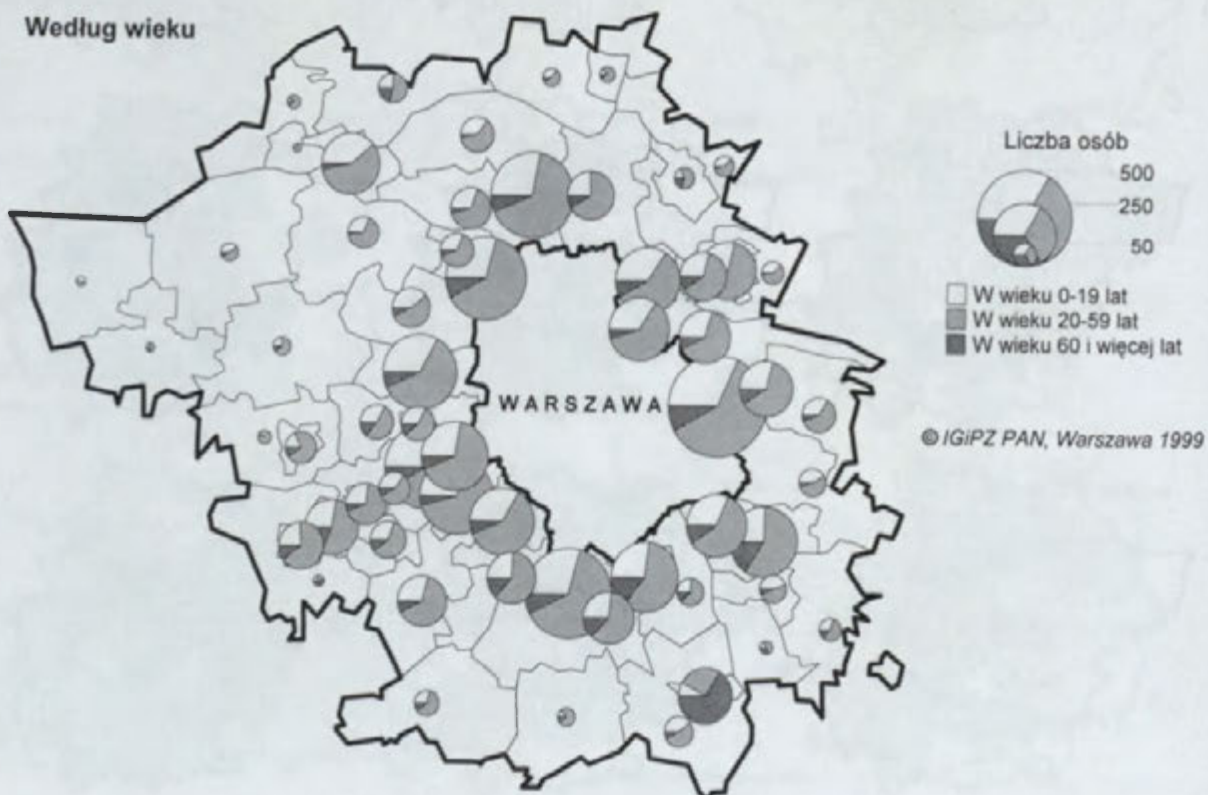 Według wieku
Liczba osób
500
250
50
W wieku 0-19 lat
W wieku 20-59 lat
W wieku 60 i więcej lat
WARSZAWA
© IGiPZ PAN, Warszawa 1999